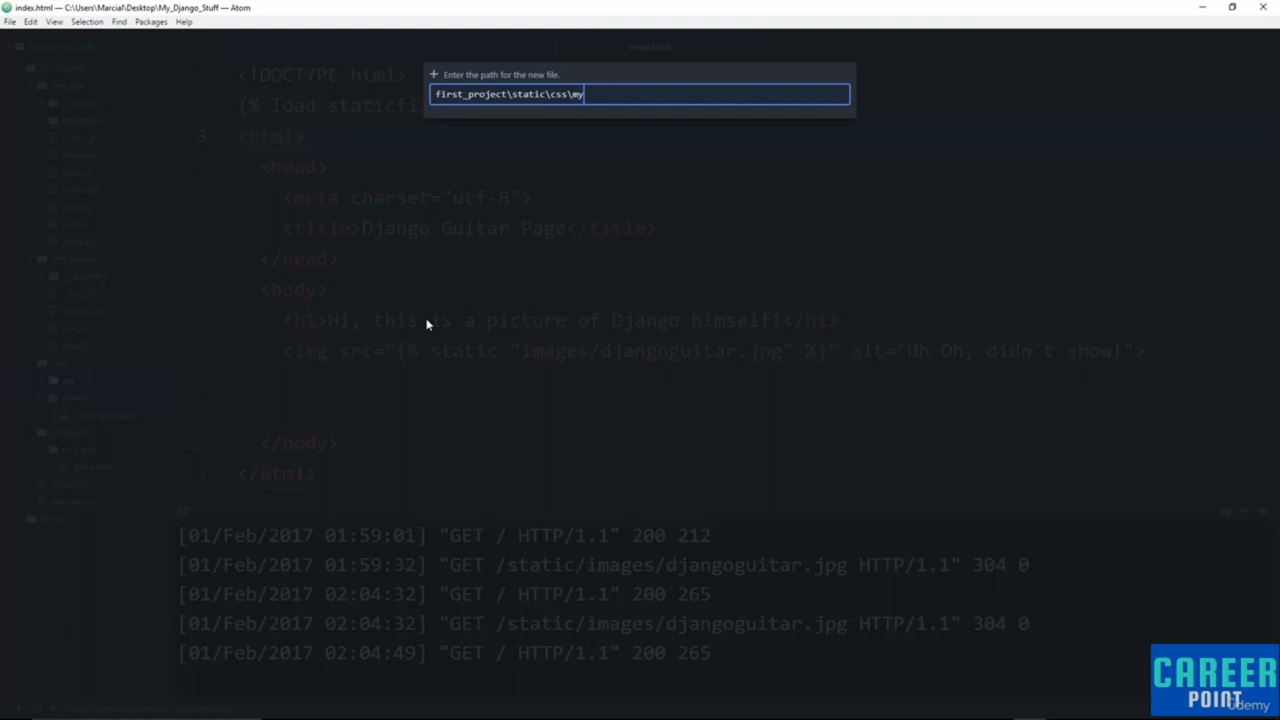 index.html — C:\Users\Marcial\Desktop\My_Django_Stuff — Atom
File Edit View Selection Find Packages Help
index.html
Enter the path for the new file.
first_project\static\css\my
<!DOCTYPE html>
{% load staticfi
3 <html>
<head>
<meta charset="utf-8">
<title>Django Guitar Page</title>
</head>
<body>
<h1>Hi, this is a picture of Django himself!</h1>
<img src="{% static "images/djangoguitar.jpg" %}" alt="Uh Oh, didn't show!">
</body>
</html>
[01/Feb/2017 01:59:01] "GET / HTTP/1.1" 200 212
[01/Feb/2017 01:59:32] "GET /static/images/djangoguitar.jpg HTTP/1.1" 304 0
[01/Feb/2017 02:04:32] "GET / HTTP/1.1" 200 265
[01/Feb/2017 02:04:32] "GET /static/images/djangoguitar.jpg HTTP/1.1" 304 0
[01/Feb/2017 02:04:49] "GET / HTTP/1.1" 200 265
CAREER
POINT
Udemy